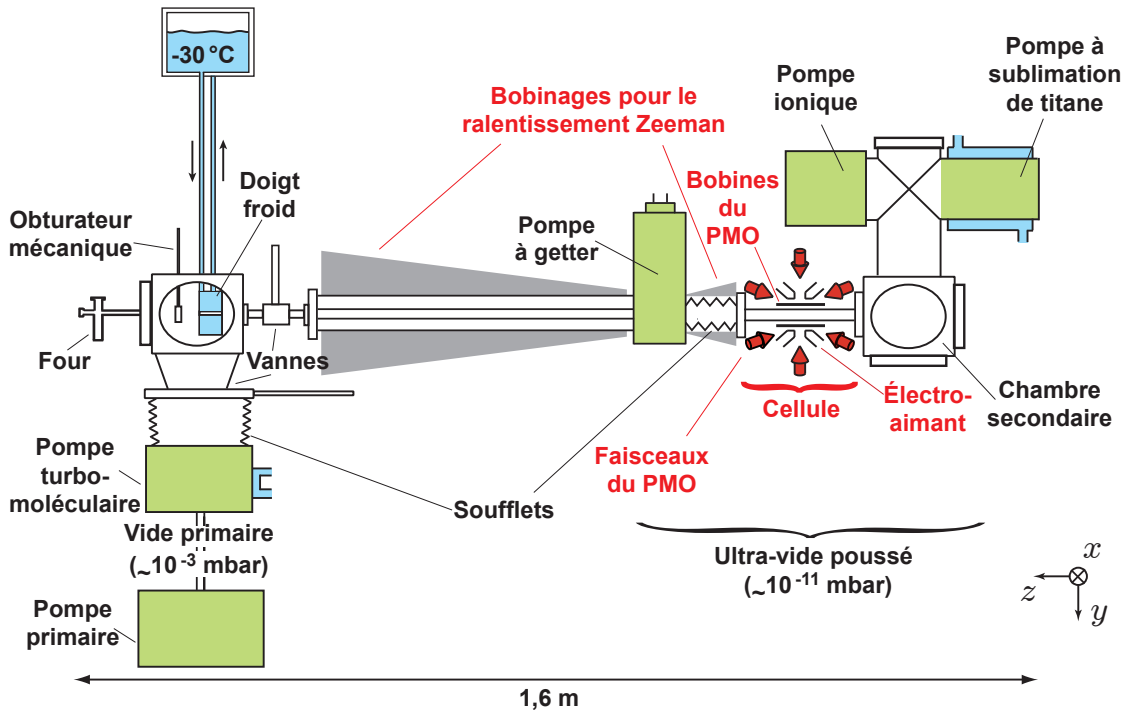 -30 °C
Pompe à
sublimation
de titane
Pompe
ionique
Bobinages pour le
ralentissement Zeeman
Bobines
du
PMO
Doigt
froid
Obturateur
mécanique
Pompe
à getter
Four
Vannes
Cellule
Électro-
aimant
Chambre
secondaire
Faisceaux
du PMO
Pompe
turbo-
moléculaire
Soufflets
Vide primaire
(~10-3 mbar)
Ultra-vide poussé
(~10-11 mbar)
x
z
y
Pompe
primaire
1,6 m